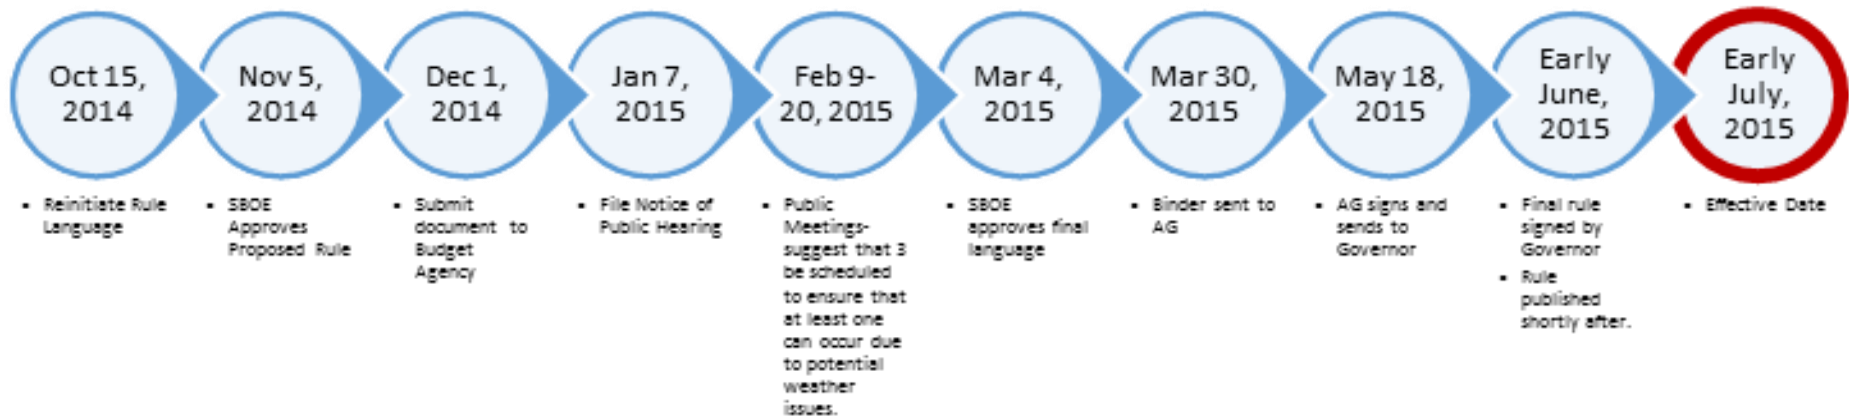 Oct 15,
2014
• Reinitiate Rule
Language
Nov 5,
2014
• SBOE
Approves
Proposed Rule
Dec 1,
2014
• Submit
document to
Budget
Agency
Jan 7,
2015
• File Notice of
Public Hearing
Feb 9-
20, 2015
• Public
Meetings-
suggest that 3
be scheduled
to ensure that
at least one
can occur due
to potential
weather
issues.
Mar 4,
2015
• SBOE
approves final
language
Mar 30,
2015
• Binder sent to
AG
May 18,
2015
• AG signs and
sends to
Governor
Early
June,
2015
• Final rule
signed by
Governor
• Rule
published
shortly after.
Early
July,
2015
• Effective Date